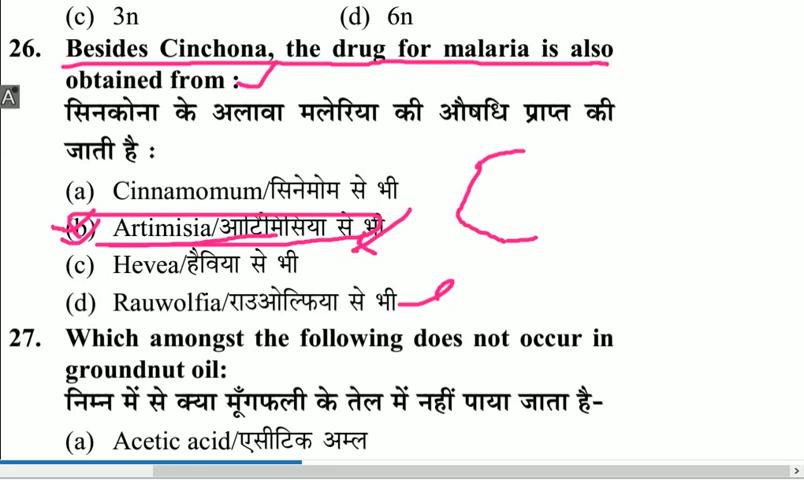 (c) 3n (d) 6n
26. Besides Cinchona, the drug for malaria is also
obtained from :
A
सिनकोना के अलावा मलेरिया की औषधि प्राप्त की
जाती है :
(a) Cinnamomum/सिनेमोम से भी
(b) Artimisia/आर्टिमिसिया से भी
(c) Hevea/हैविया से भी
(d) Rauwolfia/राउओल्फिया से भी
27. Which amongst the following does not occur in
groundnut oil:
निम्न में से क्या मूँगफली के तेल में नहीं पाया जाता है-
(a) Acetic acid/एसीटिक अम्ल